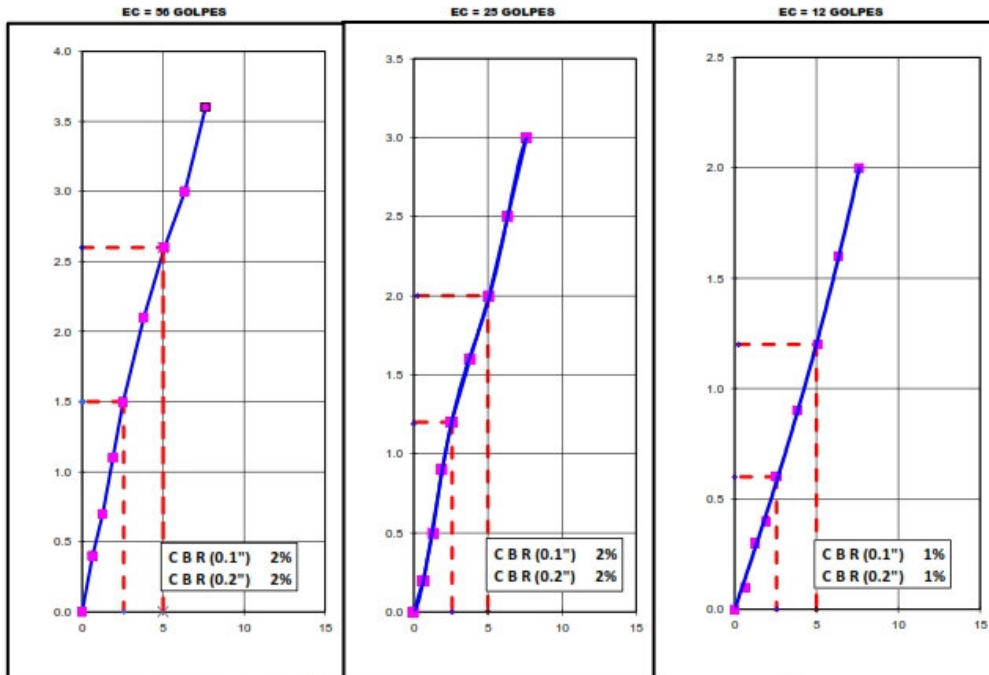 EC = 56 GOLPES
4.0
3.5
3.0
2.5
2.0
1.5
1.0
0.5
0.0
0 5 10 15
C B R (0.1") 2%
C B R (0.2") 2%
EC = 25 GOLPES
3.5
3.0
2.5
2.0
1.5
1.0
0.5
0.0
0 5 10 15
C B R (0.1") 2%
C B R (0.2") 2%
EC = 12 GOLPES
2.5
2.0
1.5
1.0
0.5
0.0
0 5 10 15
C B R (0.1") 1%
C B R (0.2") 1%